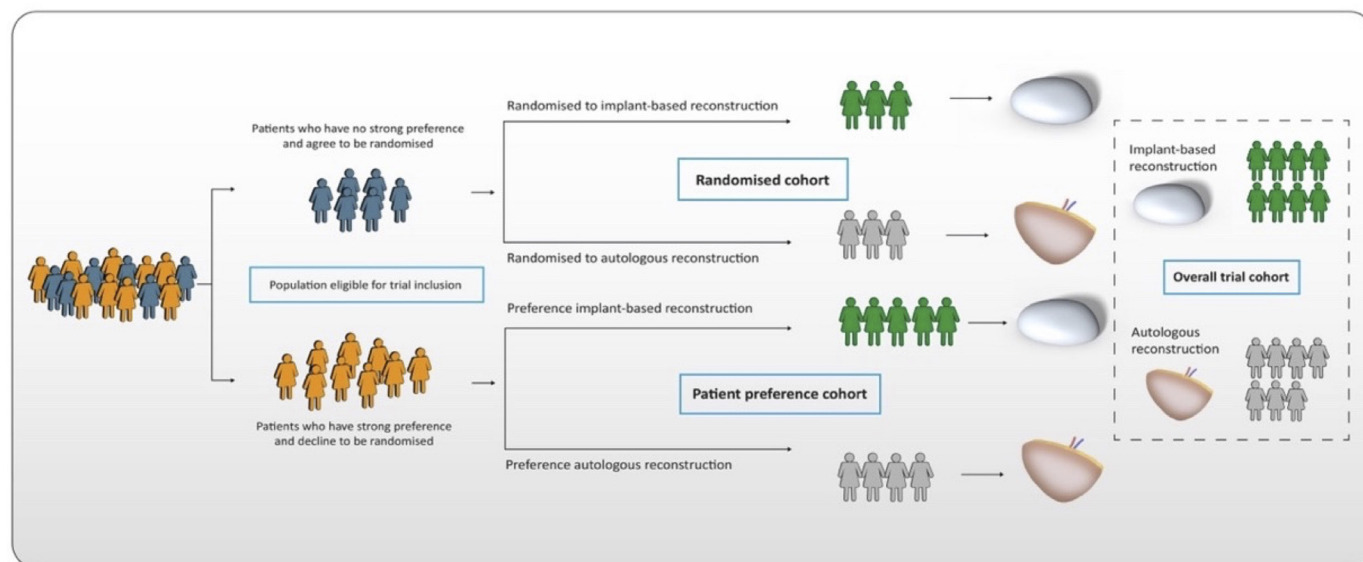 Patients who have no strong preference
and agree to be randomised
Population eligible for trial inclusion
Patients who have strong preference
and decline to be randomised
Randomised to implant-based reconstruction
Randomised cohort
Randomised to autologous reconstruction
Preference implant-based reconstruction
Patient preference cohort
Preference autologous reconstruction
Implant-based
reconstruction
Overall trial cohort
Autologous
reconstruction